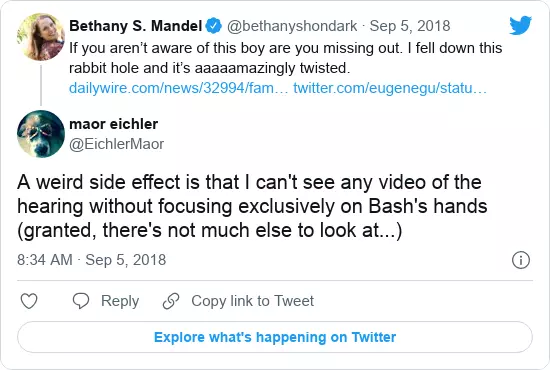 Bethany S. Mandel @bethanyshondark · Sep 5, 2018
If you aren’t aware of this boy are you missing out. I fell down this
rabbit hole and it’s aaaaamazingly twisted.
dailywire.com/news/32994/fam… twitter.com/eugenegu/statu…
maor eichler
@EichlerMaor
A weird side effect is that I can't see any video of the
hearing without focusing exclusively on Bash's hands
(granted, there's not much else to look at...)
8:34 AM · Sep 5, 2018
Reply Copy link to Tweet
Explore what's happening on Twitter